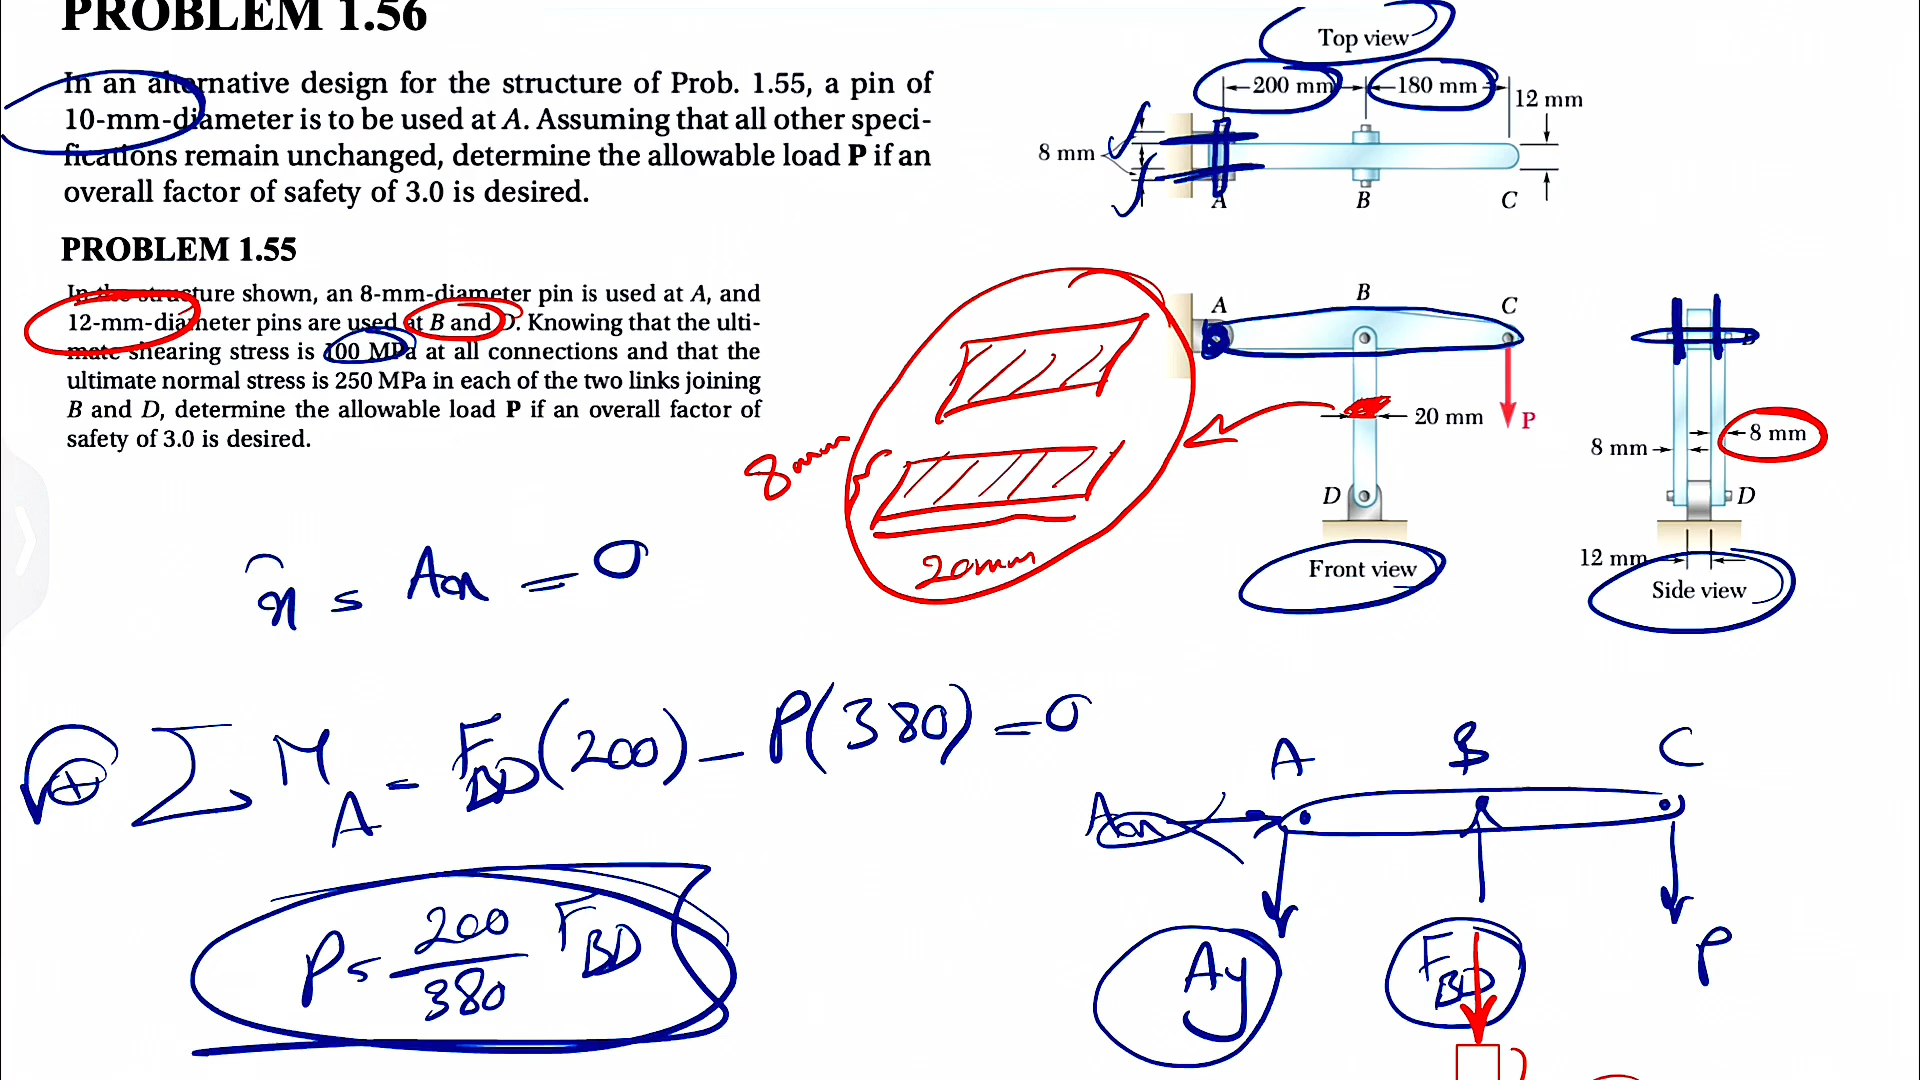 PROBLEM 1.56
In an alternative design for the structure of Prob. 1.55, a pin of
10-mm-diameter is to be used at A. Assuming that all other speci-
fications remain unchanged, determine the allowable load P if an
overall factor of safety of 3.0 is desired.
PROBLEM 1.55
In the structure shown, an 8-mm-diameter pin is used at A, and
12-mm-diameter pins are used at B and D. Knowing that the ulti-
mate shearing stress is 100 MPa at all connections and that the
ultimate normal stress is 250 MPa in each of the two links joining
B and D, determine the allowable load P if an overall factor of
safety of 3.0 is desired.
Top view
200 mm
180 mm
12 mm
8 mm
A
B
C
A
B
C
20 mm
P
D
Front view
B
8 mm
8 mm
D
12 mm
Side view
8mm
20mm
= 0
∑ M A = F BD (200) - P(380) = 0
P = 200/380 F BD
A
B
C
Ay
F BD
P